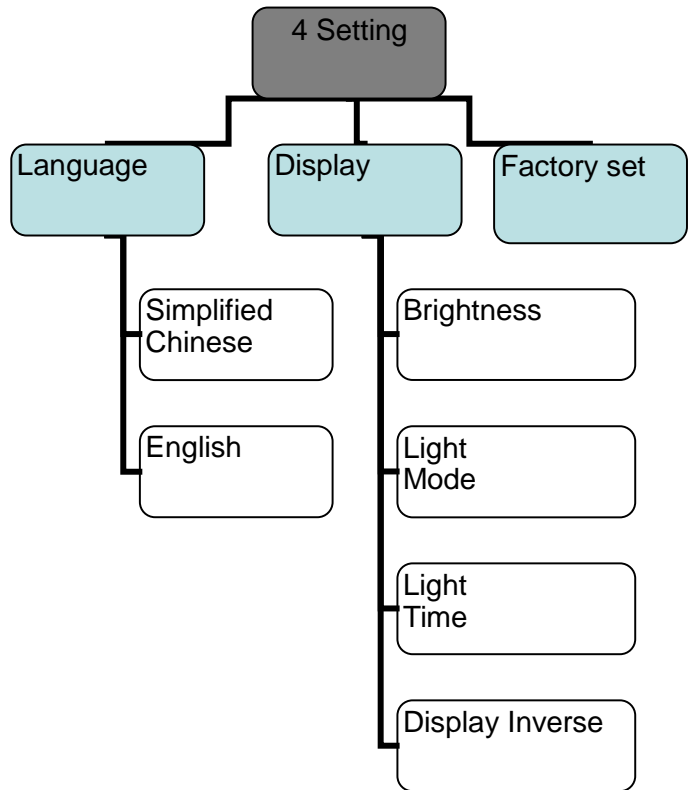 4 Setting
Language
Display
Factory set
Simplified
Chinese
English
Brightness
Light
Mode
Light
Time
Display Inverse